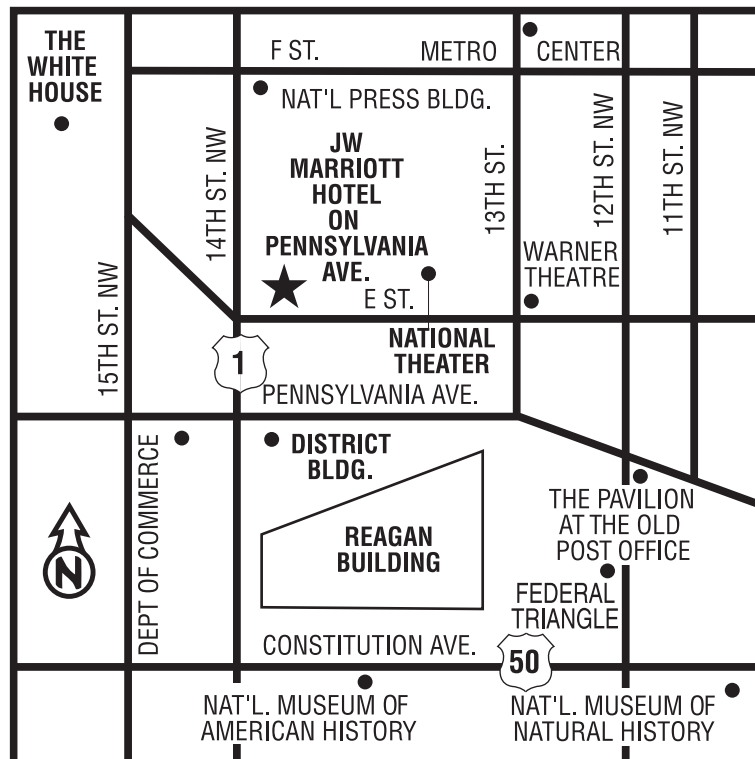 THE
WHITE
HOUSE
F ST.
METRO CENTER
NAT'L PRESS BLDG.
14TH ST. NW
JW
MARRIOTT
HOTEL
ON
PENNSYLVANIA
AVE.
13TH ST.
12TH ST. NW
11TH ST. NW
WARNER
THEATRE
E ST.
15TH ST. NW
NATIONAL
THEATER
1
PENNSYLVANIA AVE.
DEPT OF COMMERCE
DISTRICT
BLDG.
REAGAN
BUILDING
THE PAVILION
AT THE OLD
POST OFFICE
N
FEDERAL
TRIANGLE
CONSTITUTION AVE.
50
NAT'L. MUSEUM OF
AMERICAN HISTORY
NAT'L. MUSEUM OF
NATURAL HISTORY